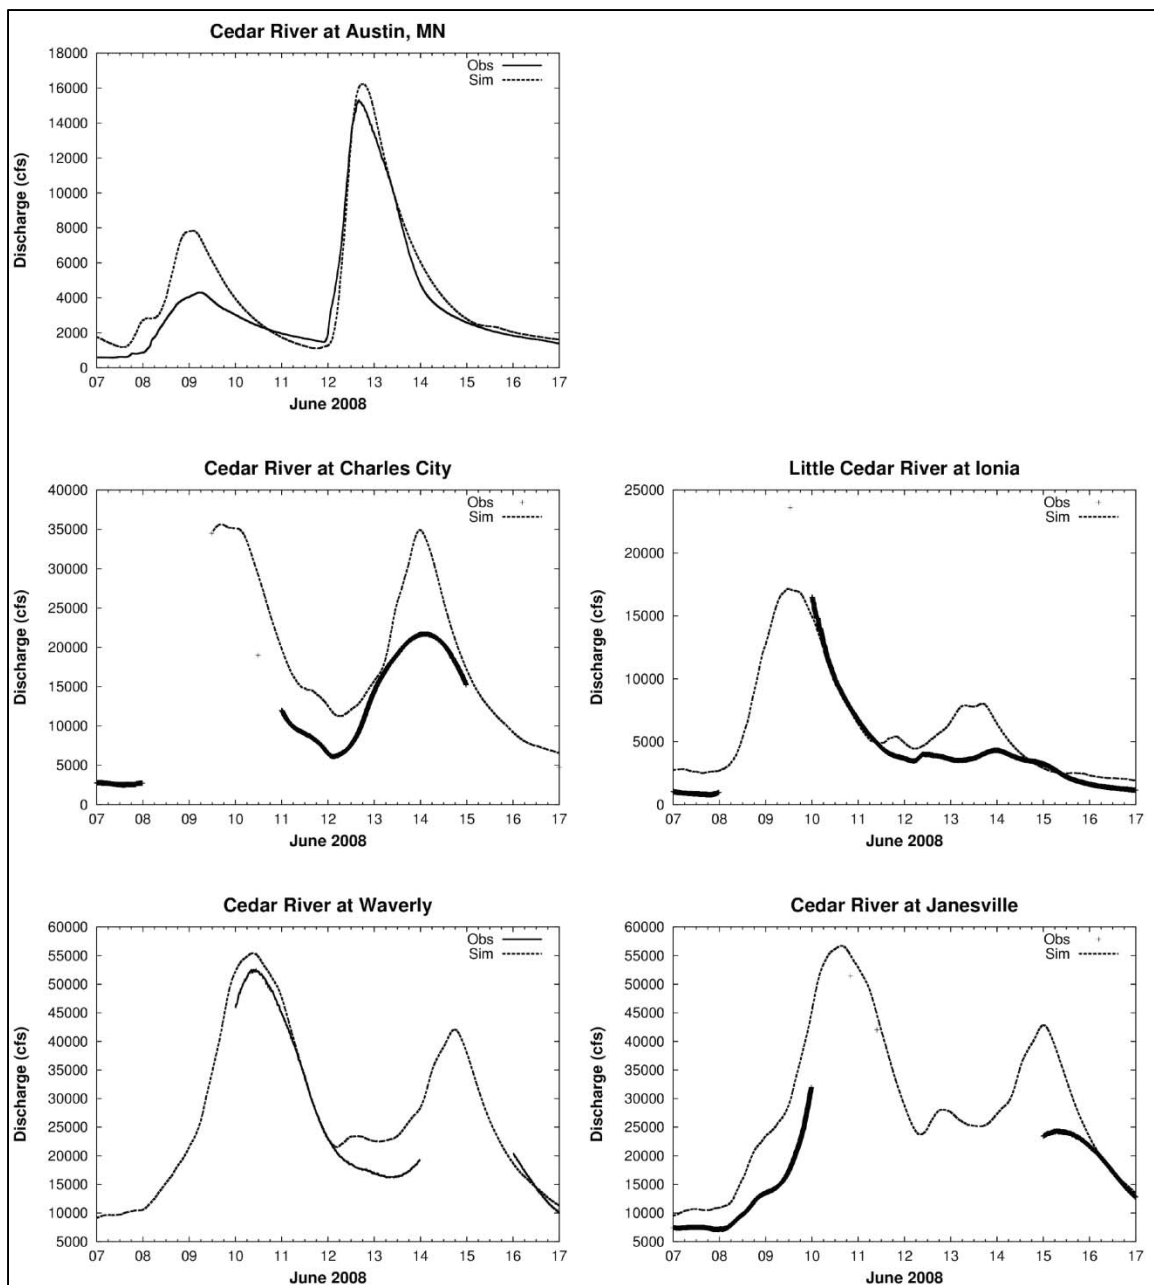 Cedar River at Austin, MN
18000
16000
14000
12000
10000
8000
6000
4000
2000
0
Discharge (cfs)
Obs
Sim
07 08 09 10 11 12 13 14 15 16 17
June 2008
Cedar River at Charles City
40000
35000
30000
25000
20000
15000
10000
5000
0
Discharge (cfs)
Obs
Sim
07 08 09 10 11 12 13 14 15 16 17
June 2008
Little Cedar River at Ionia
25000
20000
15000
10000
5000
0
Discharge (cfs)
Obs
Sim
07 08 09 10 11 12 13 14 15 16 17
June 2008
Cedar River at Waverly
60000
55000
50000
45000
40000
35000
30000
25000
20000
15000
10000
5000
Discharge (cfs)
Obs
Sim
07 08 09 10 11 12 13 14 15 16 17
June 2008
Cedar River at Janesville
60000
55000
50000
45000
40000
35000
30000
25000
20000
15000
10000
5000
Discharge (cfs)
Obs
Sim
07 08 09 10 11 12 13 14 15 16 17
June 2008